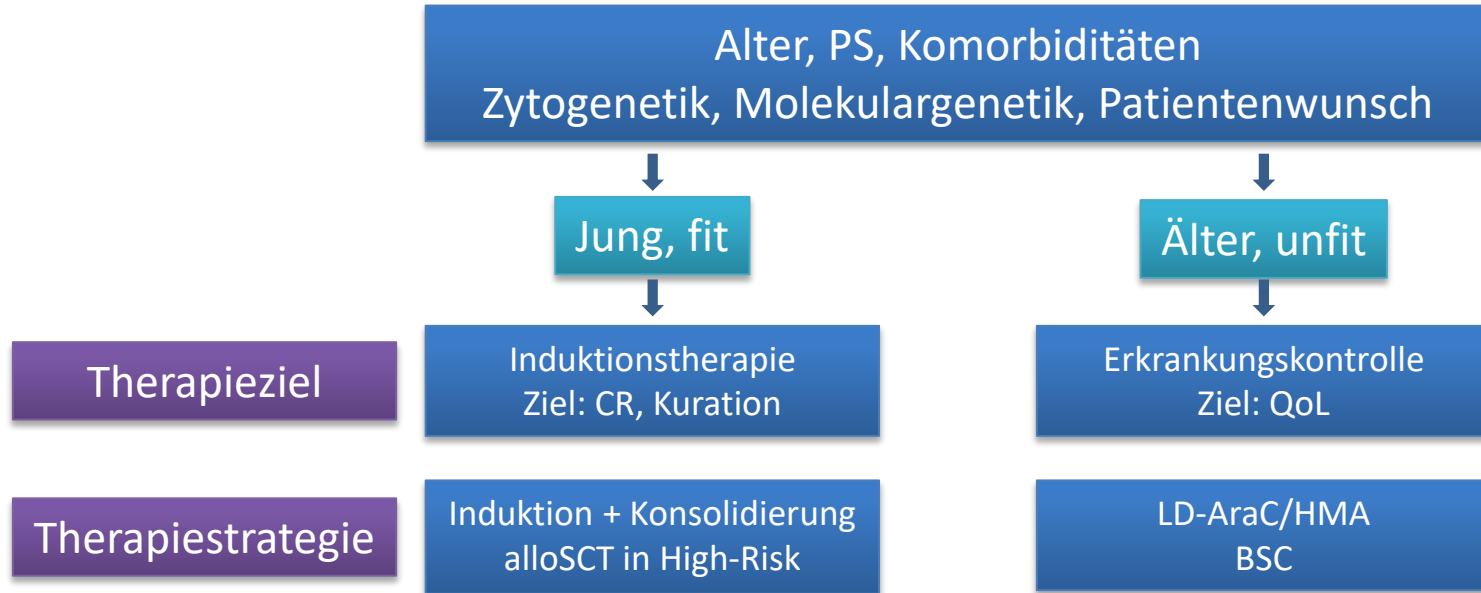 Alter, PS, Komorbiditäten
Zytogenetik, Molekulargenetik, Patientenwunsch
Jung, fit
Älter, unfit
Therapieziel
Induktionstherapie
Ziel: CR, Kuration
Erkrankungskontrolle
Ziel: QoL
Therapiestrategie
Induktion + Konsolidierung
alloSCT in High-Risk
LD-AraC/HMA
BSC